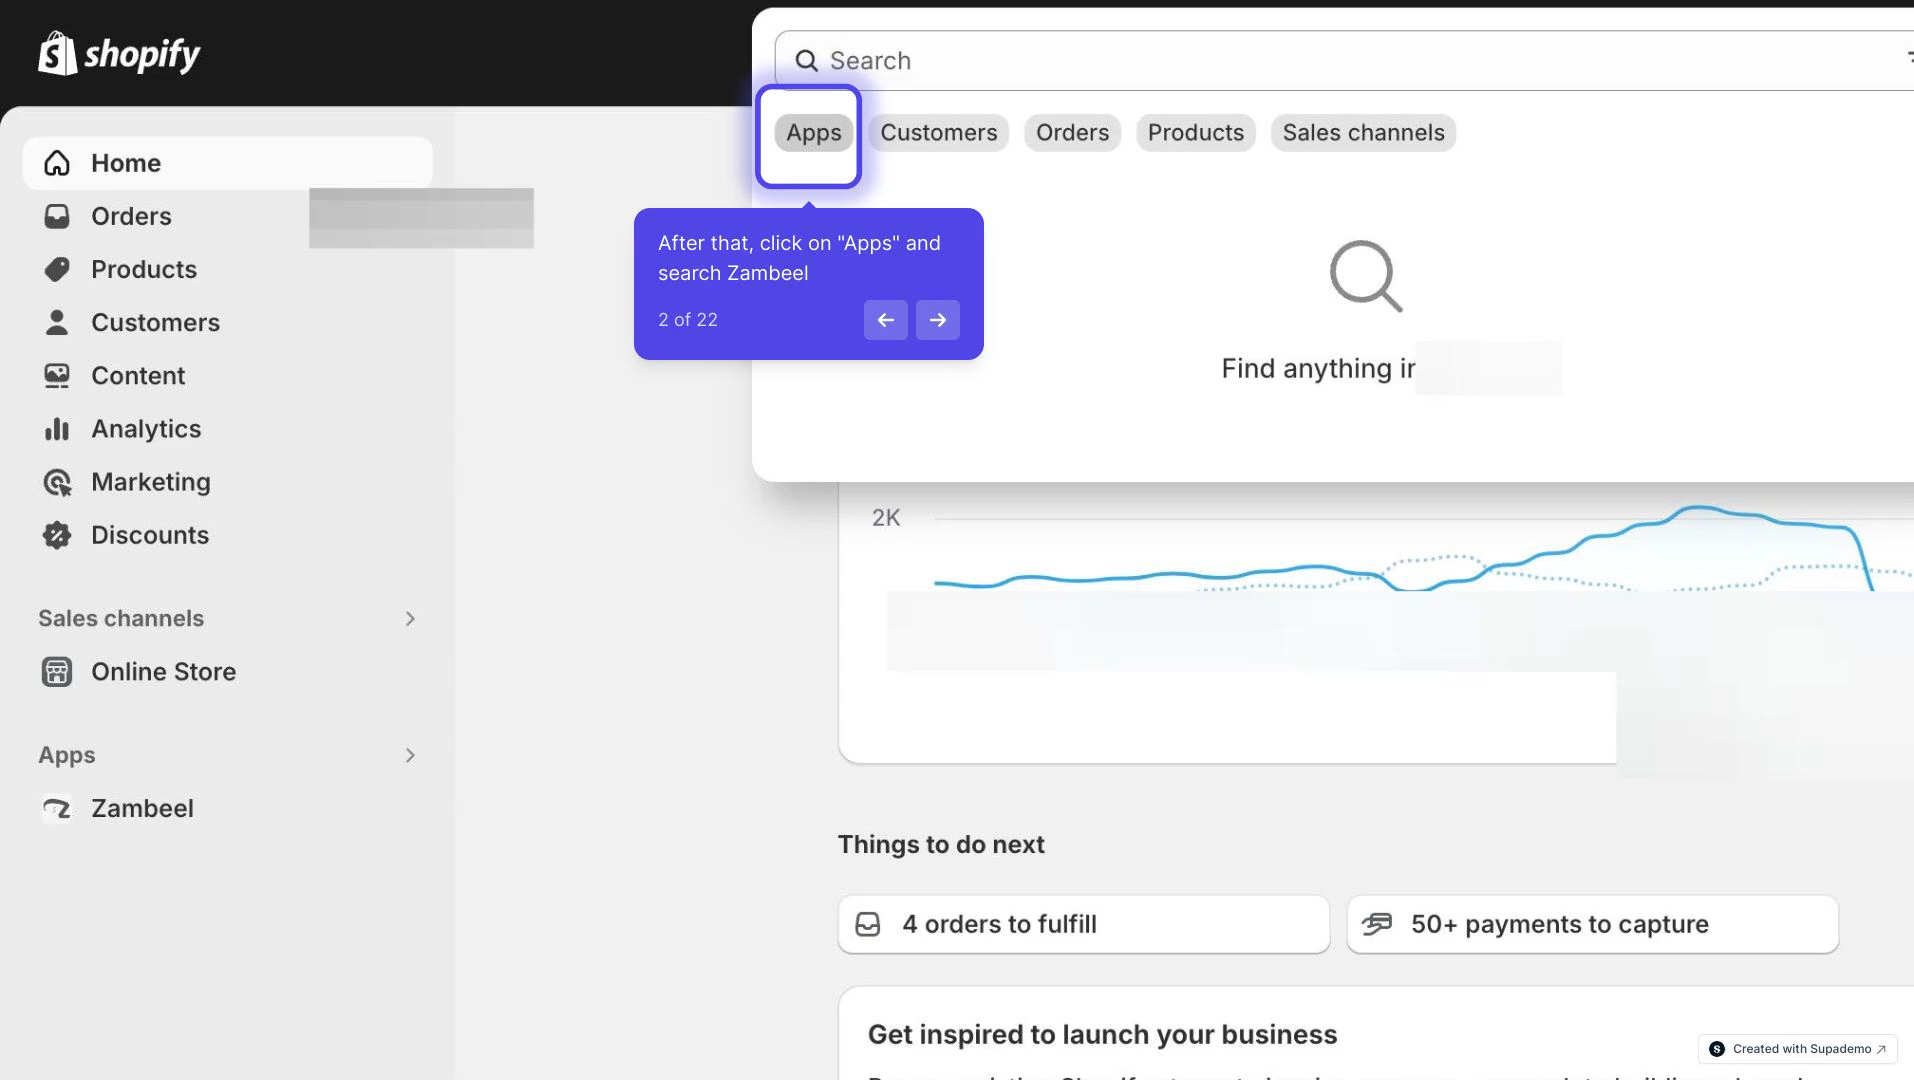 shopify
Search
Apps
Customers
Orders
Products
Sales channels
Home
Orders
Products
Customers
Content
Analytics
Marketing
Discounts
Sales channels
Online Store
Apps
Zambeel
After that, click on "Apps" and
search Zambeel
2 of 22
Find anything in
2K
Things to do next
4 orders to fulfill
50+ payments to capture
Get inspired to launch your business
Created with Supademo